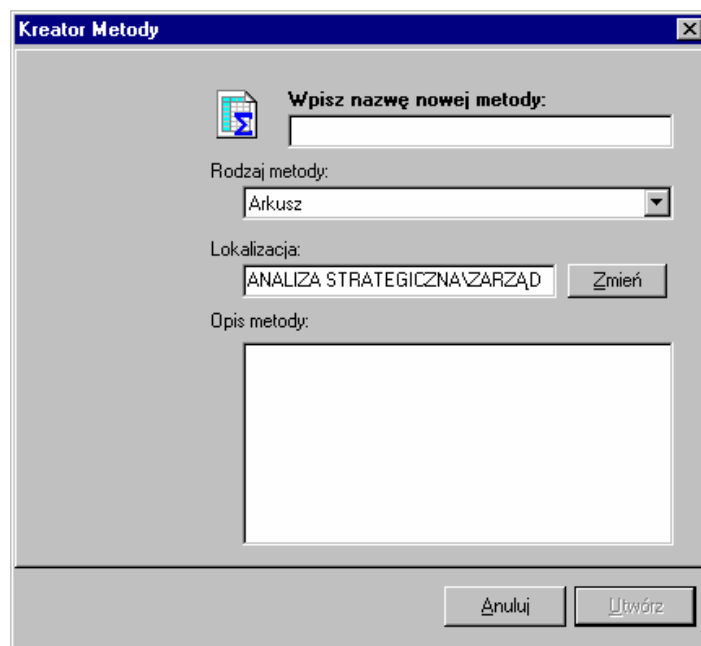 Kreator Metody
Wpisz nazwę nowej metody:
Rodzaj metody:
Arkusz
Lokalizacja:
ANALIZA STRATEGICZNA\ZARZĄD
Zmień
Opis metody:
Anuluj
Utwórz